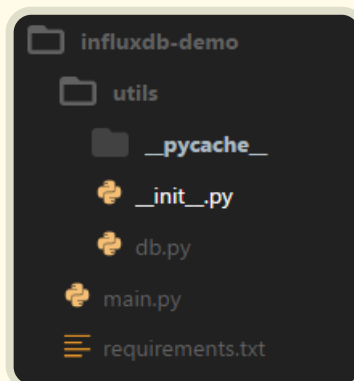 influxdb-demo
utils
__pycache__
__init__.py
db.py
main.py
requirements.txt